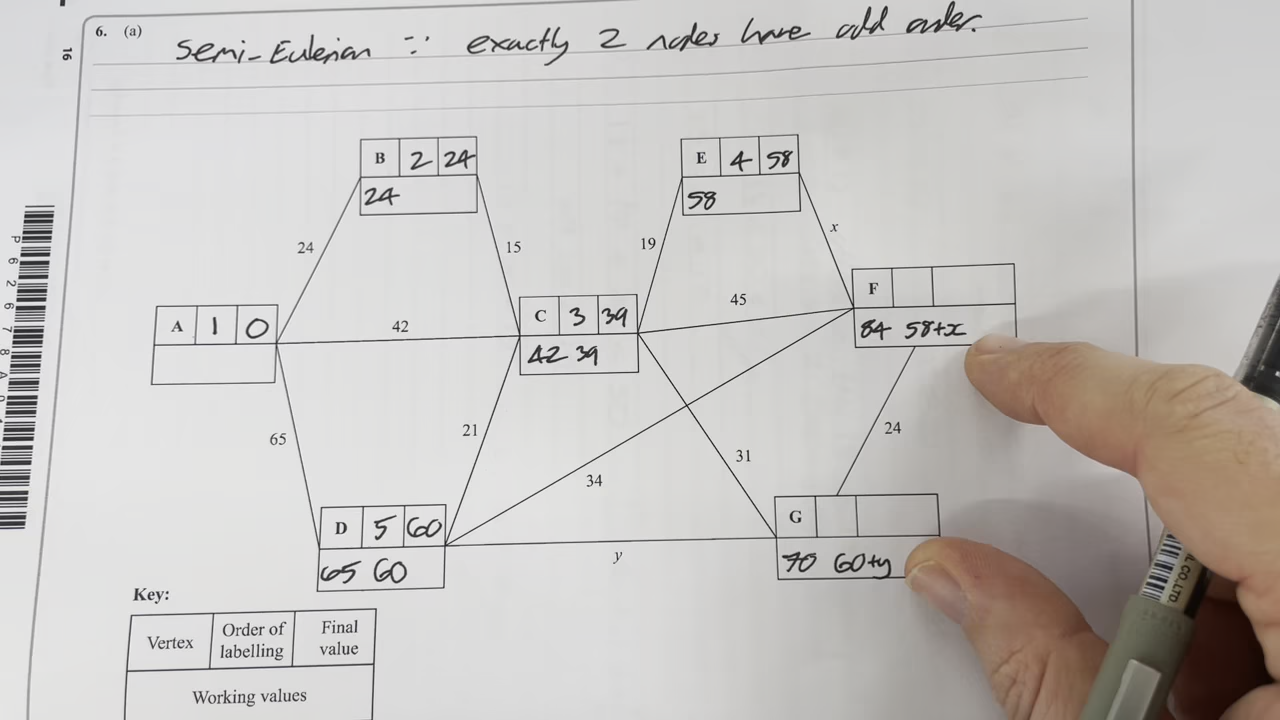 16
6. (a)
Semi-Eulerian ∵ exactly 2 nodes have odd order.
B 2 24
24
E 4 58
58
24
15
19
x
A 1 0
42
C 3 39
42 39
45
F
84 58+x
65
21
34
31
24
D 5 60
65 60
y
G
70 60+y
Key:
Vertex
Order of
labelling
Final
value
Working values